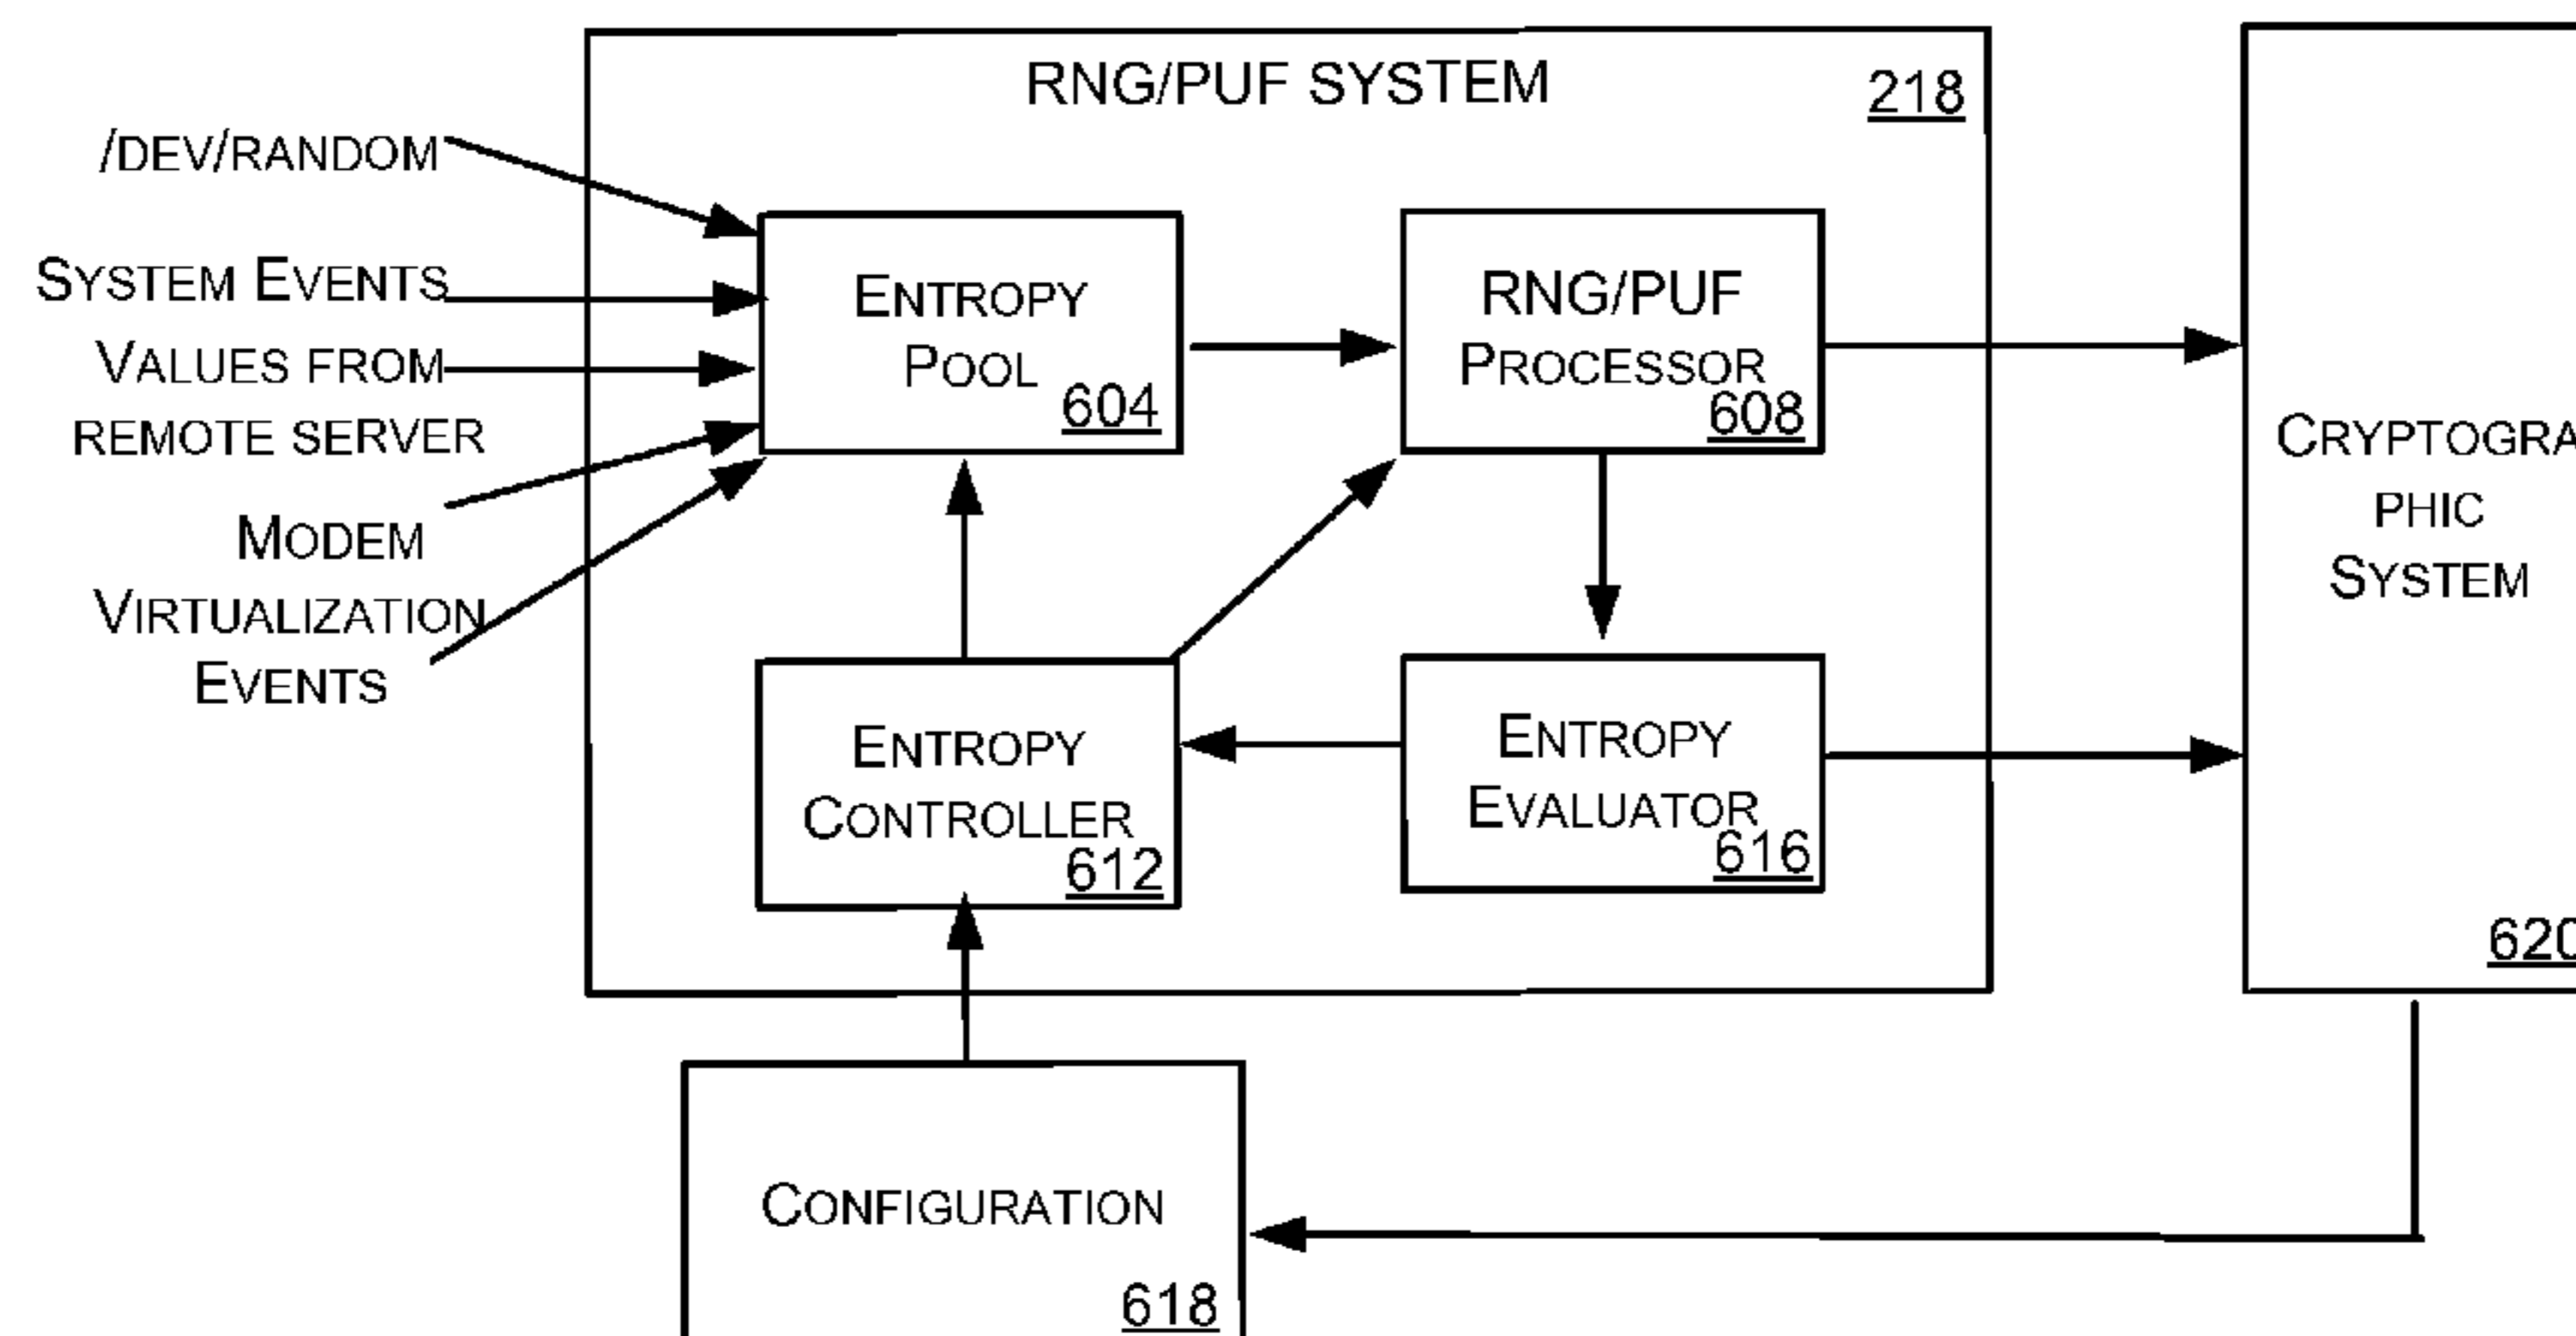 RNG/PUF SYSTEM
218
/DEV/RANDOM
SYSTEM EVENTS
VALUES FROM
REMOTE SERVER
MODEM
VIRTUALIZATION
EVENTS
ENTROPY
POOL
604
RNG/PUF
PROCESSOR
608
ENTROPY
CONTROLLER
612
ENTROPY
EVALUATOR
616
CRYPTOGRA
PHIC
SYSTEM
620
CONFIGURATION
618